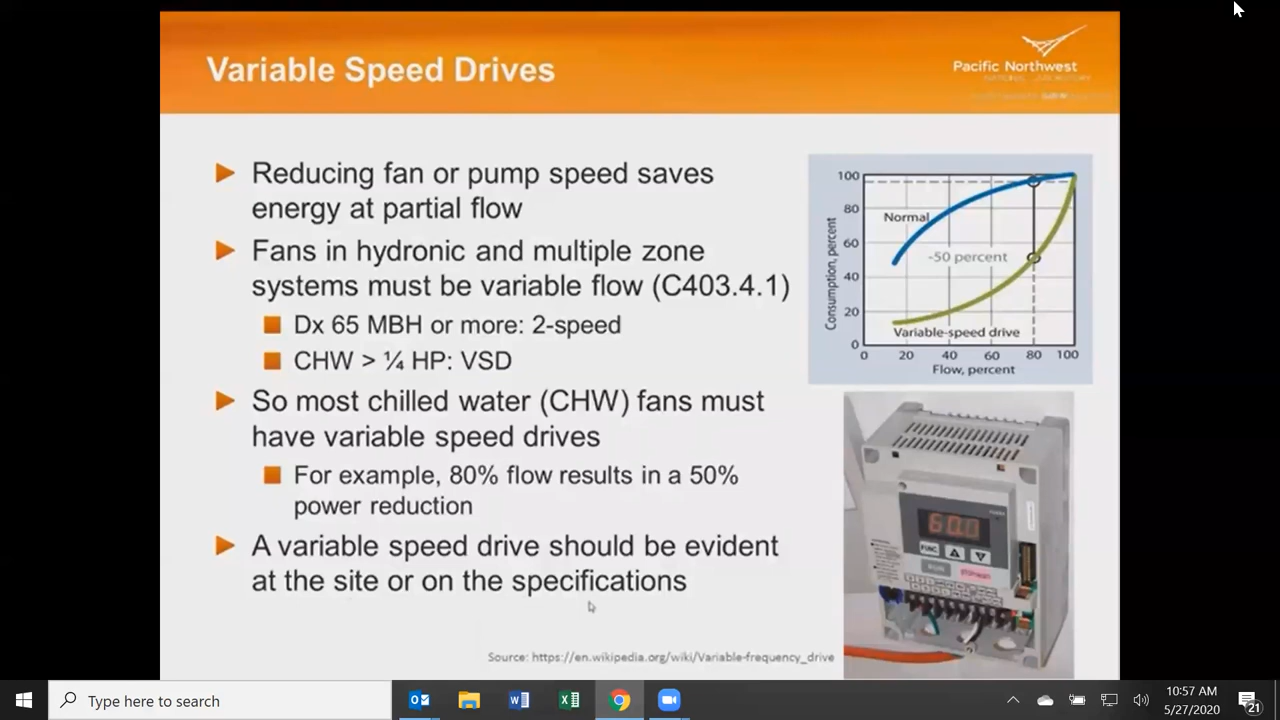 Variable Speed Drives
Pacific Northwest
NATIONAL LABORATORY
Reducing fan or pump speed saves
energy at partial flow
Fans in hydronic and multiple zone
systems must be variable flow (C403.4.1)
Dx 65 MBH or more: 2-speed
CHW > ¼ HP: VSD
So most chilled water (CHW) fans must
have variable speed drives
For example, 80% flow results in a 50%
power reduction
A variable speed drive should be evident
at the site or on the specifications
Source: https://en.wikipedia.org/wiki/Variable-frequency_drive
100
80
60
40
20
0
Consumption, percent
Normal
-50 percent
Variable-speed drive
0 20 40 60 80 100
Flow, percent
60.0
FUNC
RUN
Type here to search
10:57 AM
5/27/2020
21